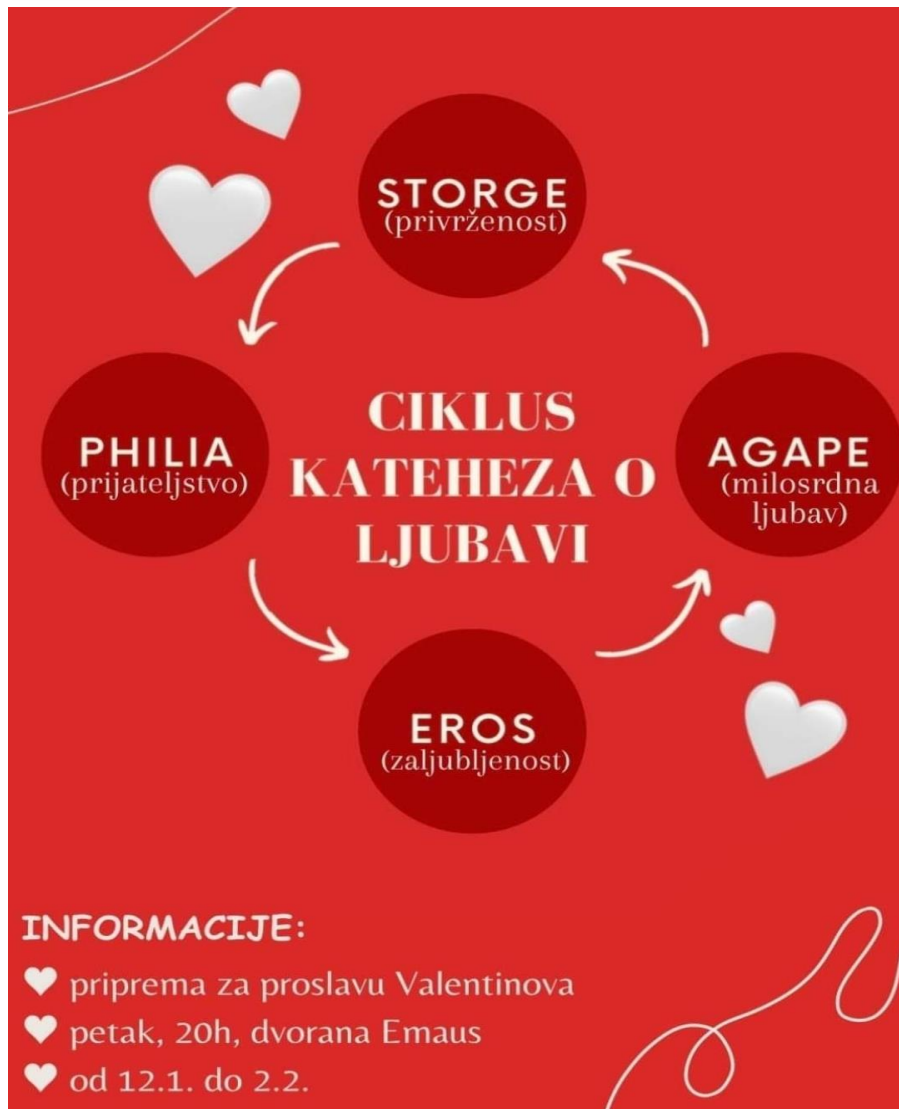 STORGE
(privrženost)
PHILIA
(prijateljstvo)
CIKLUS
KATEHEZA O
LJUBAVI
AGAPE
(milosrdna
ljubav)
EROS
(zaljubljenost)
INFORMACIJE:
priprema za proslavu Valentinova
petak, 20h, dvorana Emaus
od 12.1. do 2.2.